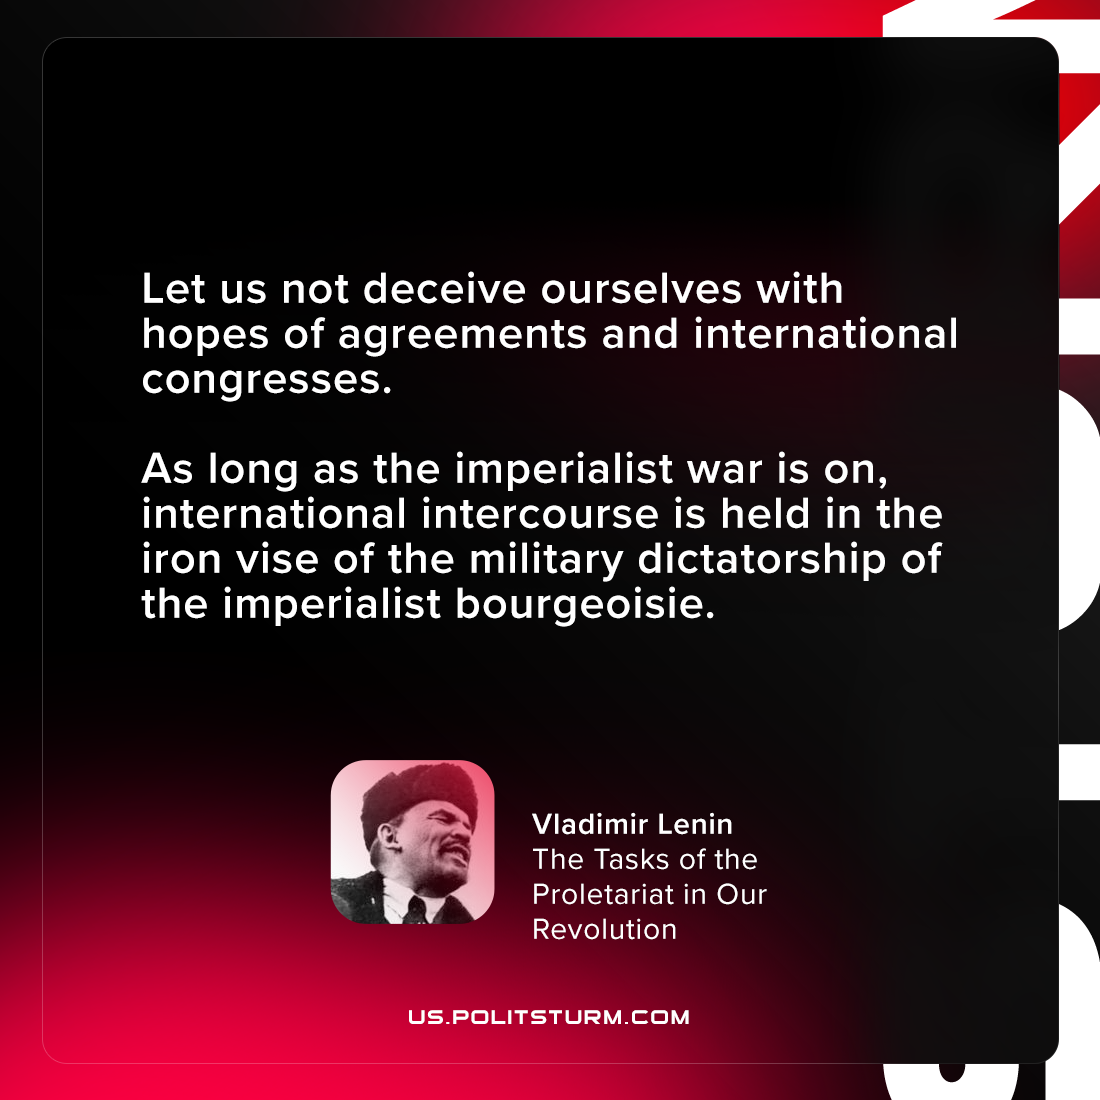 Let us not deceive ourselves with
hopes of agreements and international
congresses.
As long as the imperialist war is on,
international intercourse is held in the
iron vise of the military dictatorship of
the imperialist bourgeoisie.
Vladimir Lenin
The Tasks of the
Proletariat in Our
Revolution
US.POLITSTURM.COM